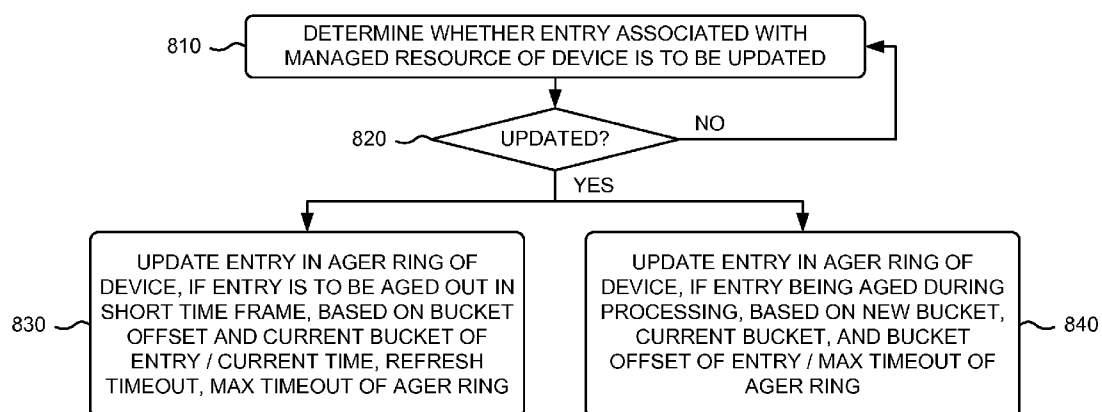 810
DETERMINE WHETHER ENTRY ASSOCIATED WITH
MANAGED RESOURCE OF DEVICE IS TO BE UPDATED
820
UPDATED?
NO
YES
830
UPDATE ENTRY IN AGER RING OF
DEVICE, IF ENTRY IS TO BE AGED OUT IN
SHORT TIME FRAME, BASED ON BUCKET
OFFSET AND CURRENT BUCKET OF
ENTRY / CURRENT TIME, REFRESH
TIMEOUT, MAX TIMEOUT OF AGER RING
UPDATE ENTRY IN AGER RING OF
DEVICE, IF ENTRY BEING AGED DURING
PROCESSING, BASED ON NEW BUCKET,
CURRENT BUCKET, AND BUCKET
OFFSET OF ENTRY / MAX TIMEOUT OF
AGER RING
840